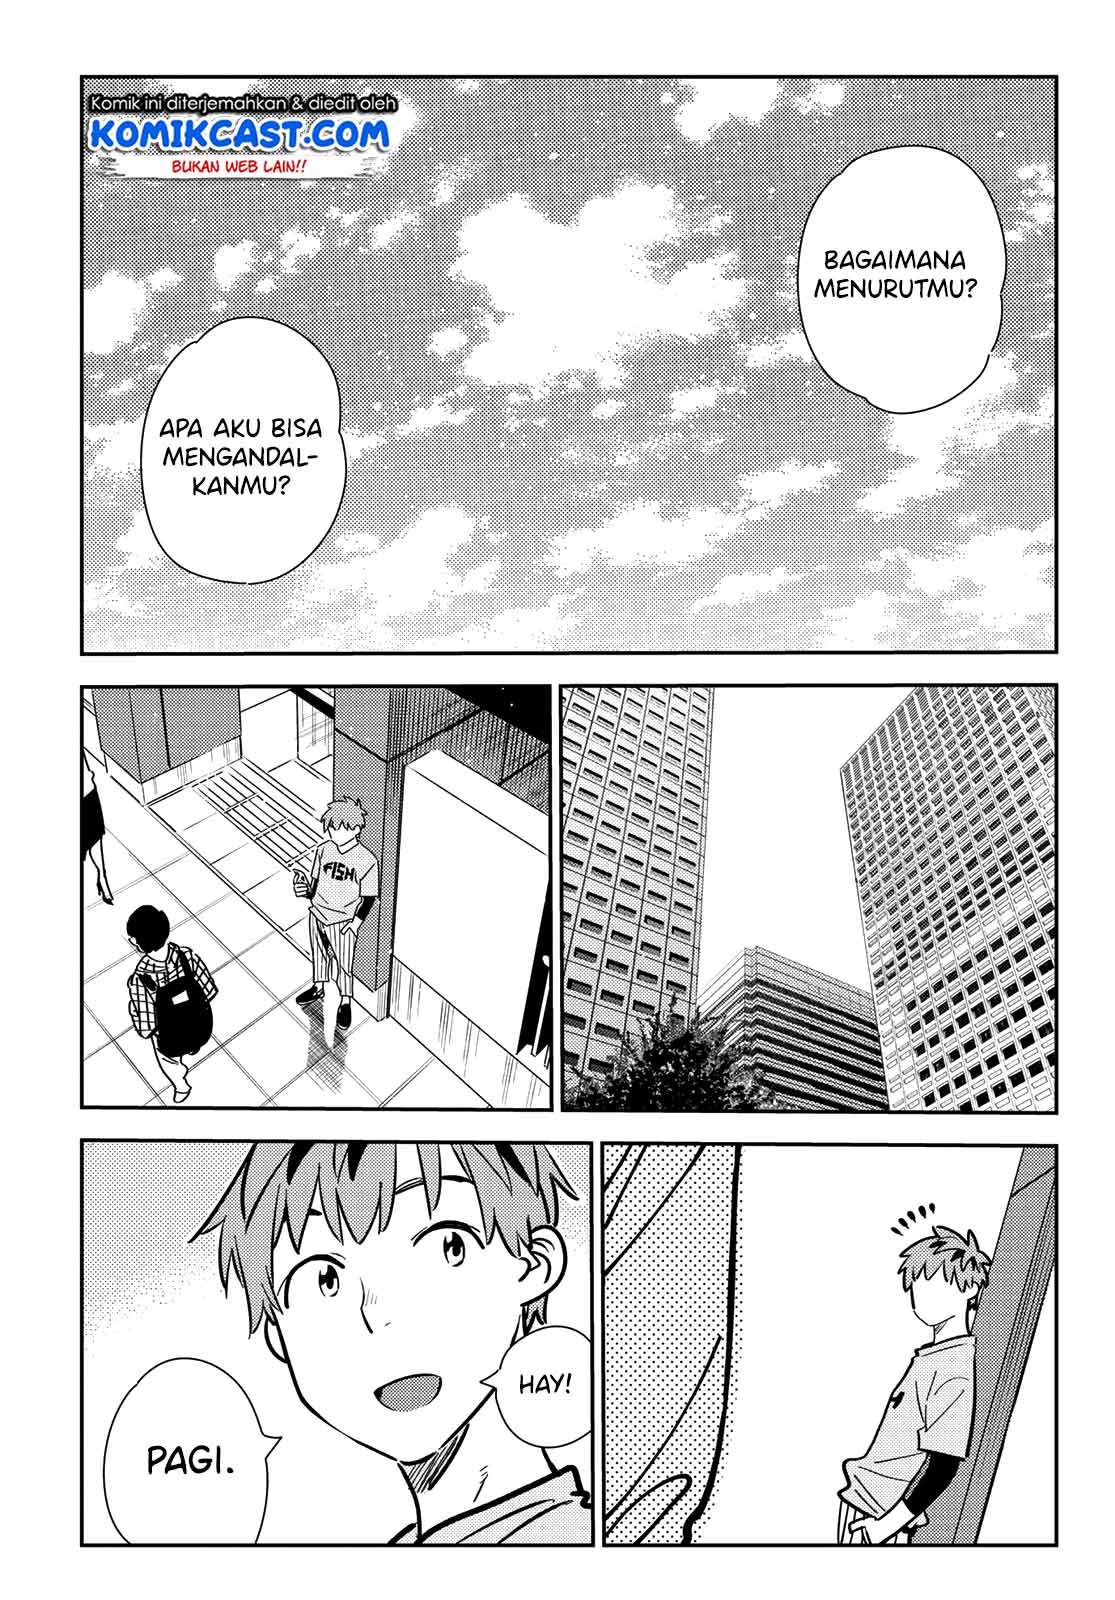 Komik ini diterjemahkan & diedit oleh
KOMIKCAST.COM
BUKAN WEB LAIN!!
BAGAIMANA
MENURUTMU?
APA AKU BISA
MENGANDAL-
KANMU?
FISH
HAY!
PAGI.